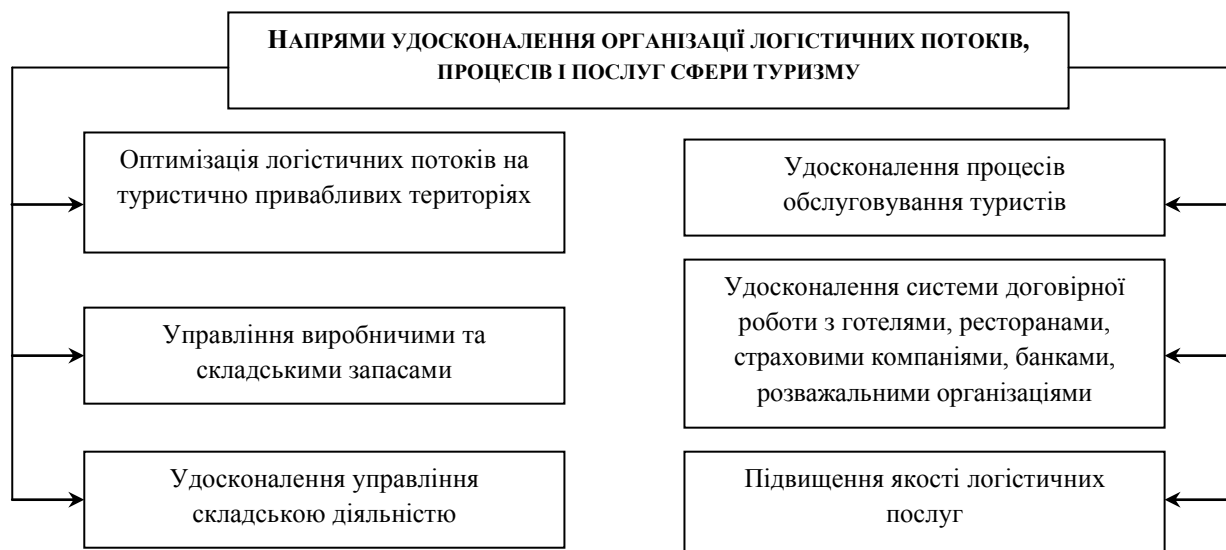 НАПРЯМИ УДОСКОНАЛЕННЯ ОРГАНІЗАЦІЇ ЛОГІСТИЧНИХ ПОТОКІВ,
ПРОЦЕСІВ І ПОСЛУГ СФЕРИ ТУРИЗМУ
Оптимізація логістичних потоків на
туристично привабливих територіях
Управління виробничими та
складськими запасами
Удосконалення управління
складською діяльністю
Удосконалення процесів
обслуговування туристів
Удосконалення системи договірної
роботи з готелями, ресторанами,
страховими компаніями, банками,
розважальними організаціями
Підвищення якості логістичних
послуг